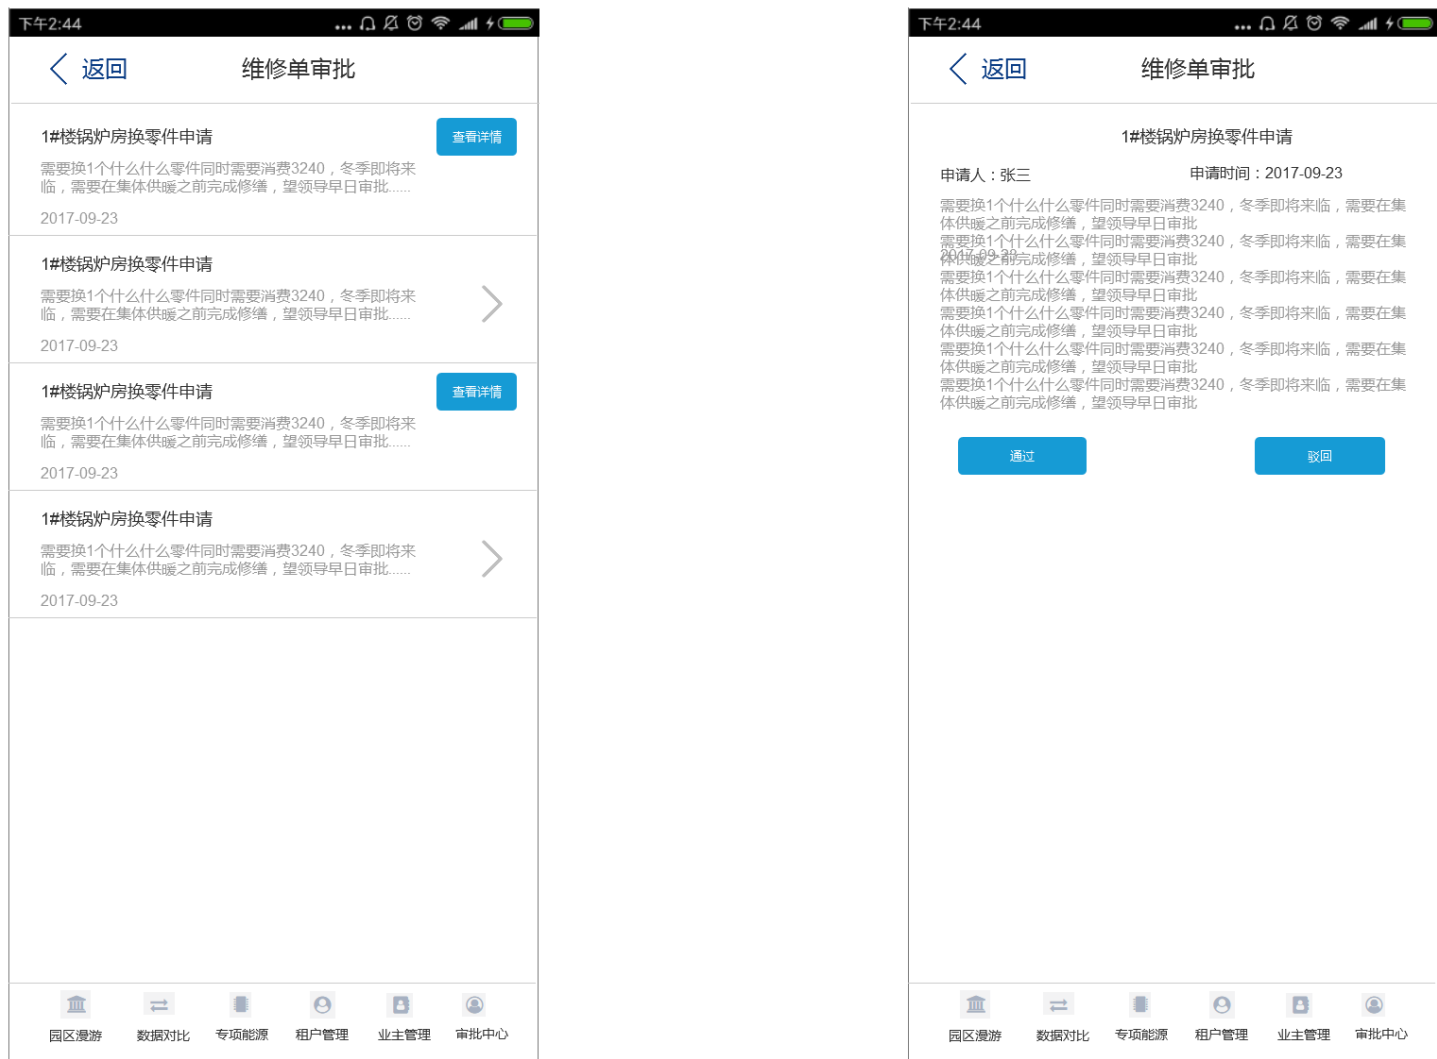 下午2:44
返回
维修单审批
1#楼锅炉房换零件申请
查看详情
需要换1个什么什么零件同时需要消费3240，冬季即将来
临，需要在集体供暖之前完成修缮，望领导早日审批......
2017-09-23
1#楼锅炉房换零件申请
需要换1个什么什么零件同时需要消费3240，冬季即将来
临，需要在集体供暖之前完成修缮，望领导早日审批......
2017-09-23
1#楼锅炉房换零件申请
查看详情
需要换1个什么什么零件同时需要消费3240，冬季即将来
临，需要在集体供暖之前完成修缮，望领导早日审批......
2017-09-23
1#楼锅炉房换零件申请
需要换1个什么什么零件同时需要消费3240，冬季即将来
临，需要在集体供暖之前完成修缮，望领导早日审批......
2017-09-23
园区漫游
数据对比
专项能源
租户管理
业主管理
审批中心
下午2:44
返回
维修单审批
1#楼锅炉房换零件申请
申请人：张三
申请时间：2017-09-23
需要换1个什么什么零件同时需要消费3240，冬季即将来临，需要在集
体供暖之前完成修缮，望领导早日审批
需要换1个什么什么零件同时需要消费3240，冬季即将来临，需要在集
2017-09-23
体供暖之前完成修缮，望领导早日审批
需要换1个什么什么零件同时需要消费3240，冬季即将来临，需要在集
体供暖之前完成修缮，望领导早日审批
需要换1个什么什么零件同时需要消费3240，冬季即将来临，需要在集
体供暖之前完成修缮，望领导早日审批
需要换1个什么什么零件同时需要消费3240，冬季即将来临，需要在集
体供暖之前完成修缮，望领导早日审批
需要换1个什么什么零件同时需要消费3240，冬季即将来临，需要在集
体供暖之前完成修缮，望领导早日审批
通过
驳回
园区漫游
数据对比
专项能源
租户管理
业主管理
审批中心